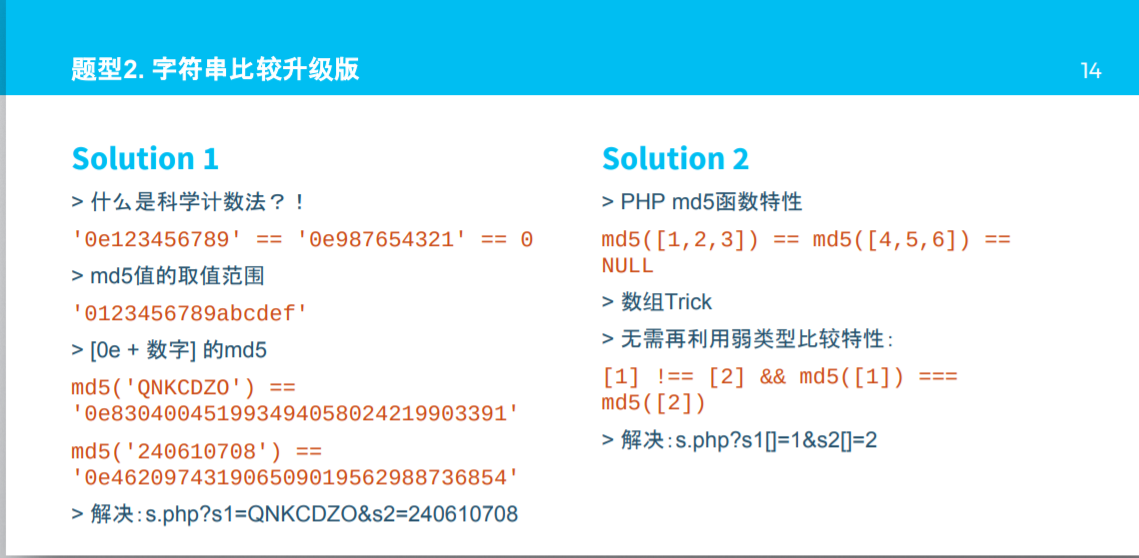 题型2. 字符串比较升级版
14
Solution 1
> 什么是科学计数法？！
'0e123456789' == '0e987654321' == 0
> md5值的取值范围
'0123456789abcdef'
> [0e + 数字] 的md5
md5('QNKCDZO') ==
'0e830400451993494058024219903391'
md5('240610708') ==
'0e462097431906509019562988736854'
> 解决：s.php?s1=QNKCDZO&s2=240610708
Solution 2
> PHP md5函数特性
md5([1,2,3]) == md5([4,5,6]) ==
NULL
> 数组Trick
> 无需再利用弱类型比较特性：
[1] !== [2] && md5([1]) ===
md5([2])
> 解决：s.php?s1[]=1&s2[]=2